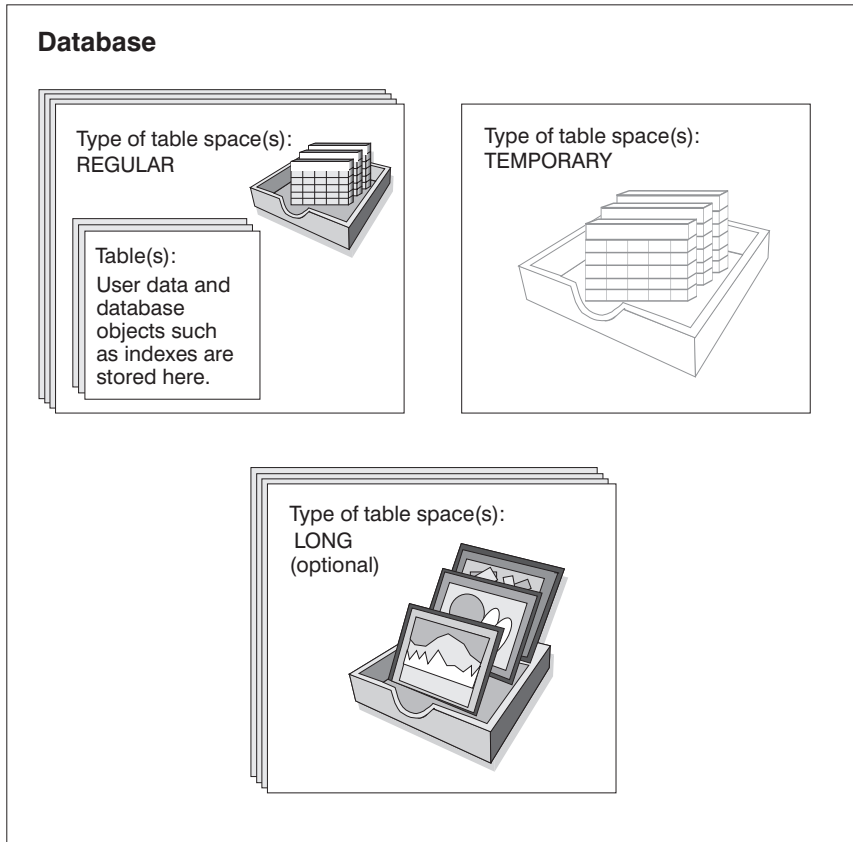 Database
Type of table space(s):
REGULAR
Table(s):
User data and
database
objects such
as indexes are
stored here.
Type of table space(s):
TEMPORARY
Type of table space(s):
LONG
(optional)